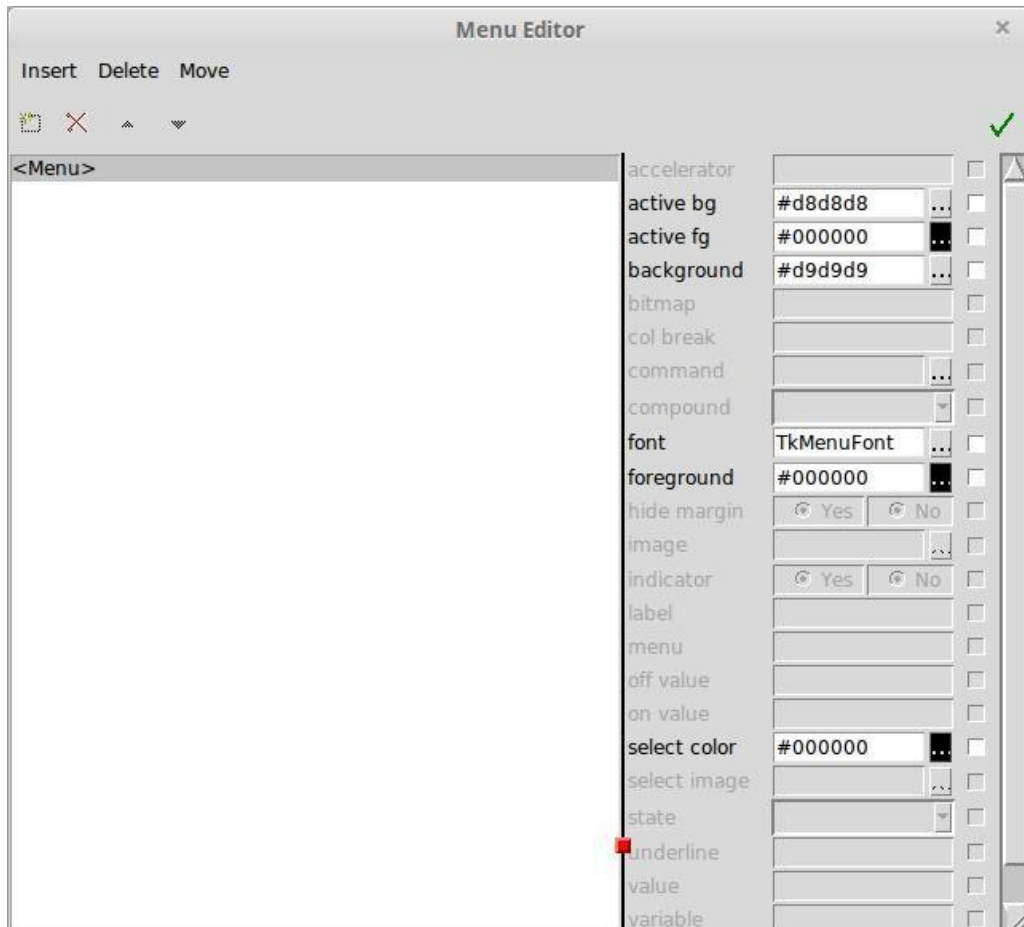 Menu Editor
Insert Delete Move
<Menu>
accelerator
active bg #d8d8d8 ...
active fg #000000 ...
background #d9d9d9 ...
bitmap
col break
command ...
compound
font TkMenuFont ...
foreground #000000 ...
hide margin Yes No
image ...
indicator Yes No
label
menu
off value
on value
select color #000000 ...
select image ...
state
underline
value
variable